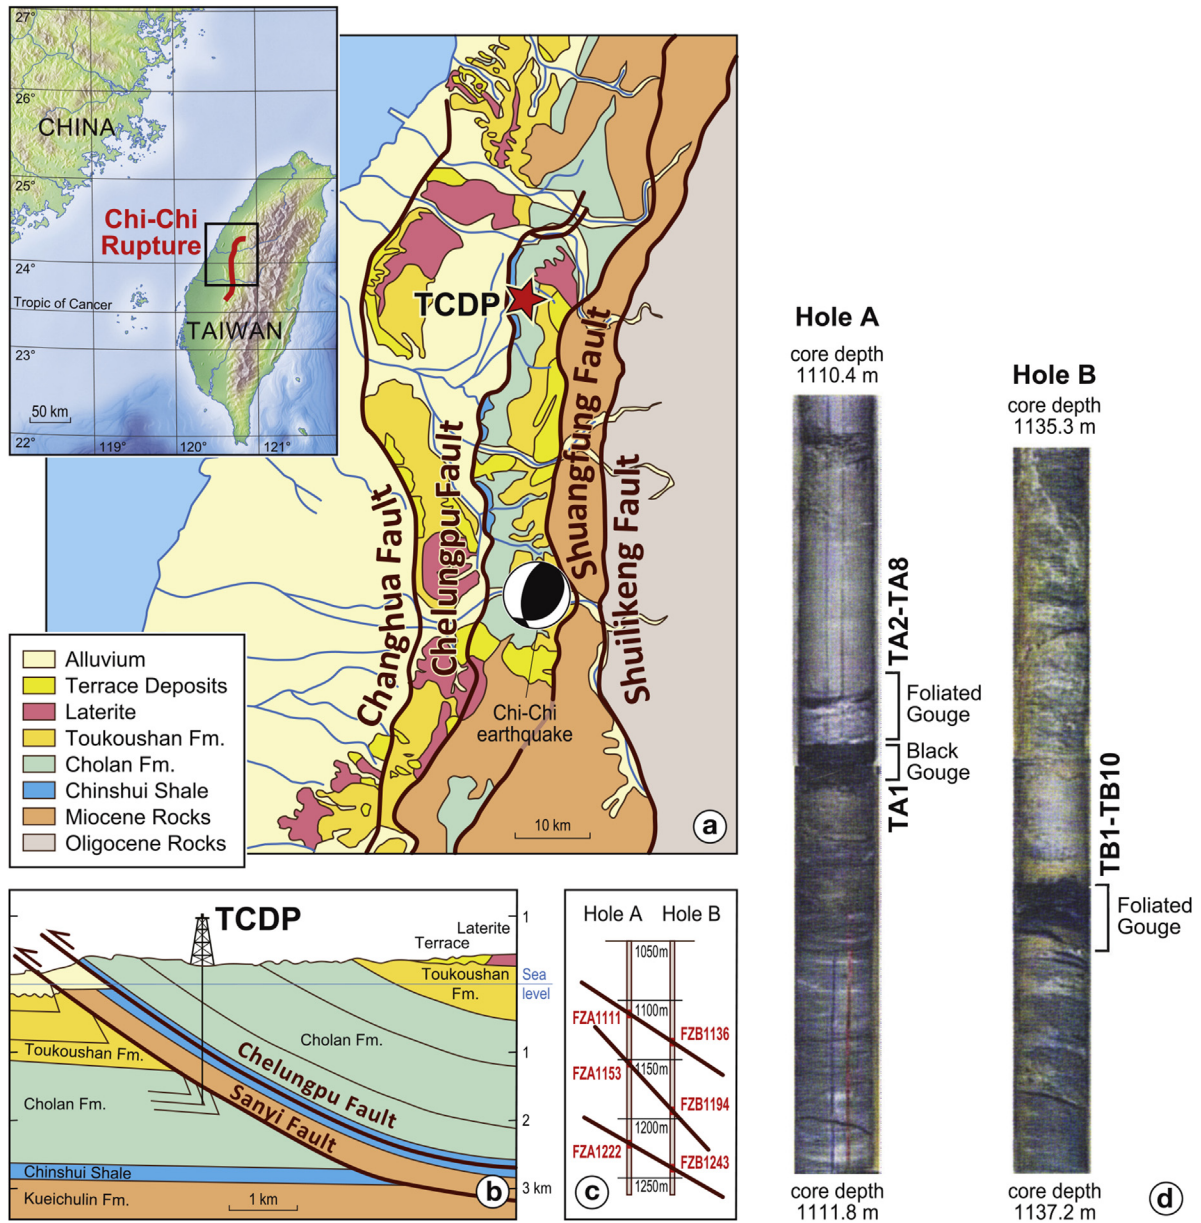 27°
26°
25°
24°
23°
22°
119°
120°
121°
CHINA
Chi-Chi
Rupture
Tropic of Cancer
TAIWAN
50 km
TCDP
Changhua Fault
Chelungpu Fault
Shuangfung Fault
Shuilikeng Fault
Chi-Chi
earthquake
10 km
a
Alluvium
Terrace Deposits
Laterite
Toukoushan Fm.
Cholan Fm.
Chinshui Shale
Miocene Rocks
Oligocene Rocks
TCDP
Laterite
Terrace
Toukoushan
Fm.
1
Sea
level
1
2
3 km
Cholan Fm.
Toukoushan Fm.
Cholan Fm.
Chelungpu Fault
Sanyi Fault
Chinshui Shale
Kueichulin Fm.
1 km
b
Hole A
Hole B
1050m
1100m
FZA1111
FZB1136
1150m
FZA1153
FZB1194
1200m
FZA1222
FZB1243
1250m
c
Hole A
core depth
1110.4 m
TA2-TA8
Foliated
Gouge
Black
Gouge
TA1
core depth
1111.8 m
Hole B
core depth
1135.3 m
TB1-TB10
Foliated
Gouge
core depth
1137.2 m
d